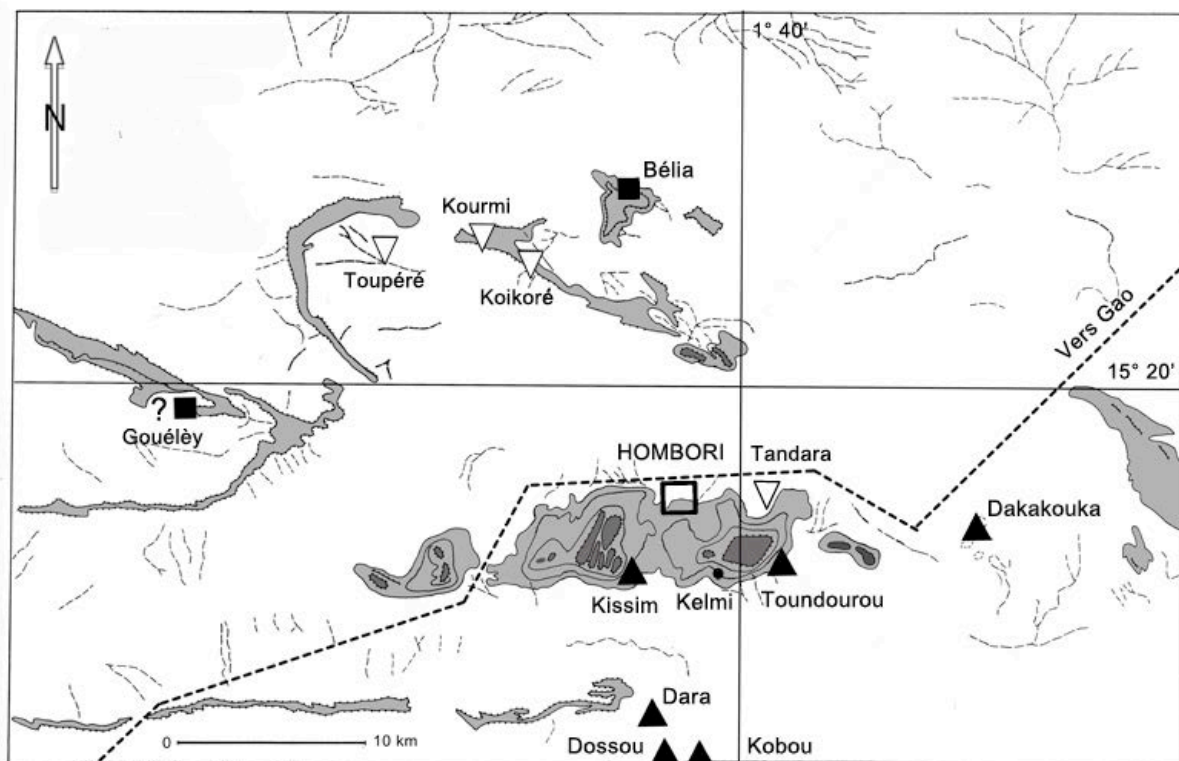 1° 40'
N
Bélia
Kourmi
Toupéré
Koikoré
Vers Gao
15° 20'
?
Gouélèy
HOMBORI
Tandara
Dakakouka
Kissim
Kelmi
Toundourou
Dara
0
10 km
Dossou
Kobou